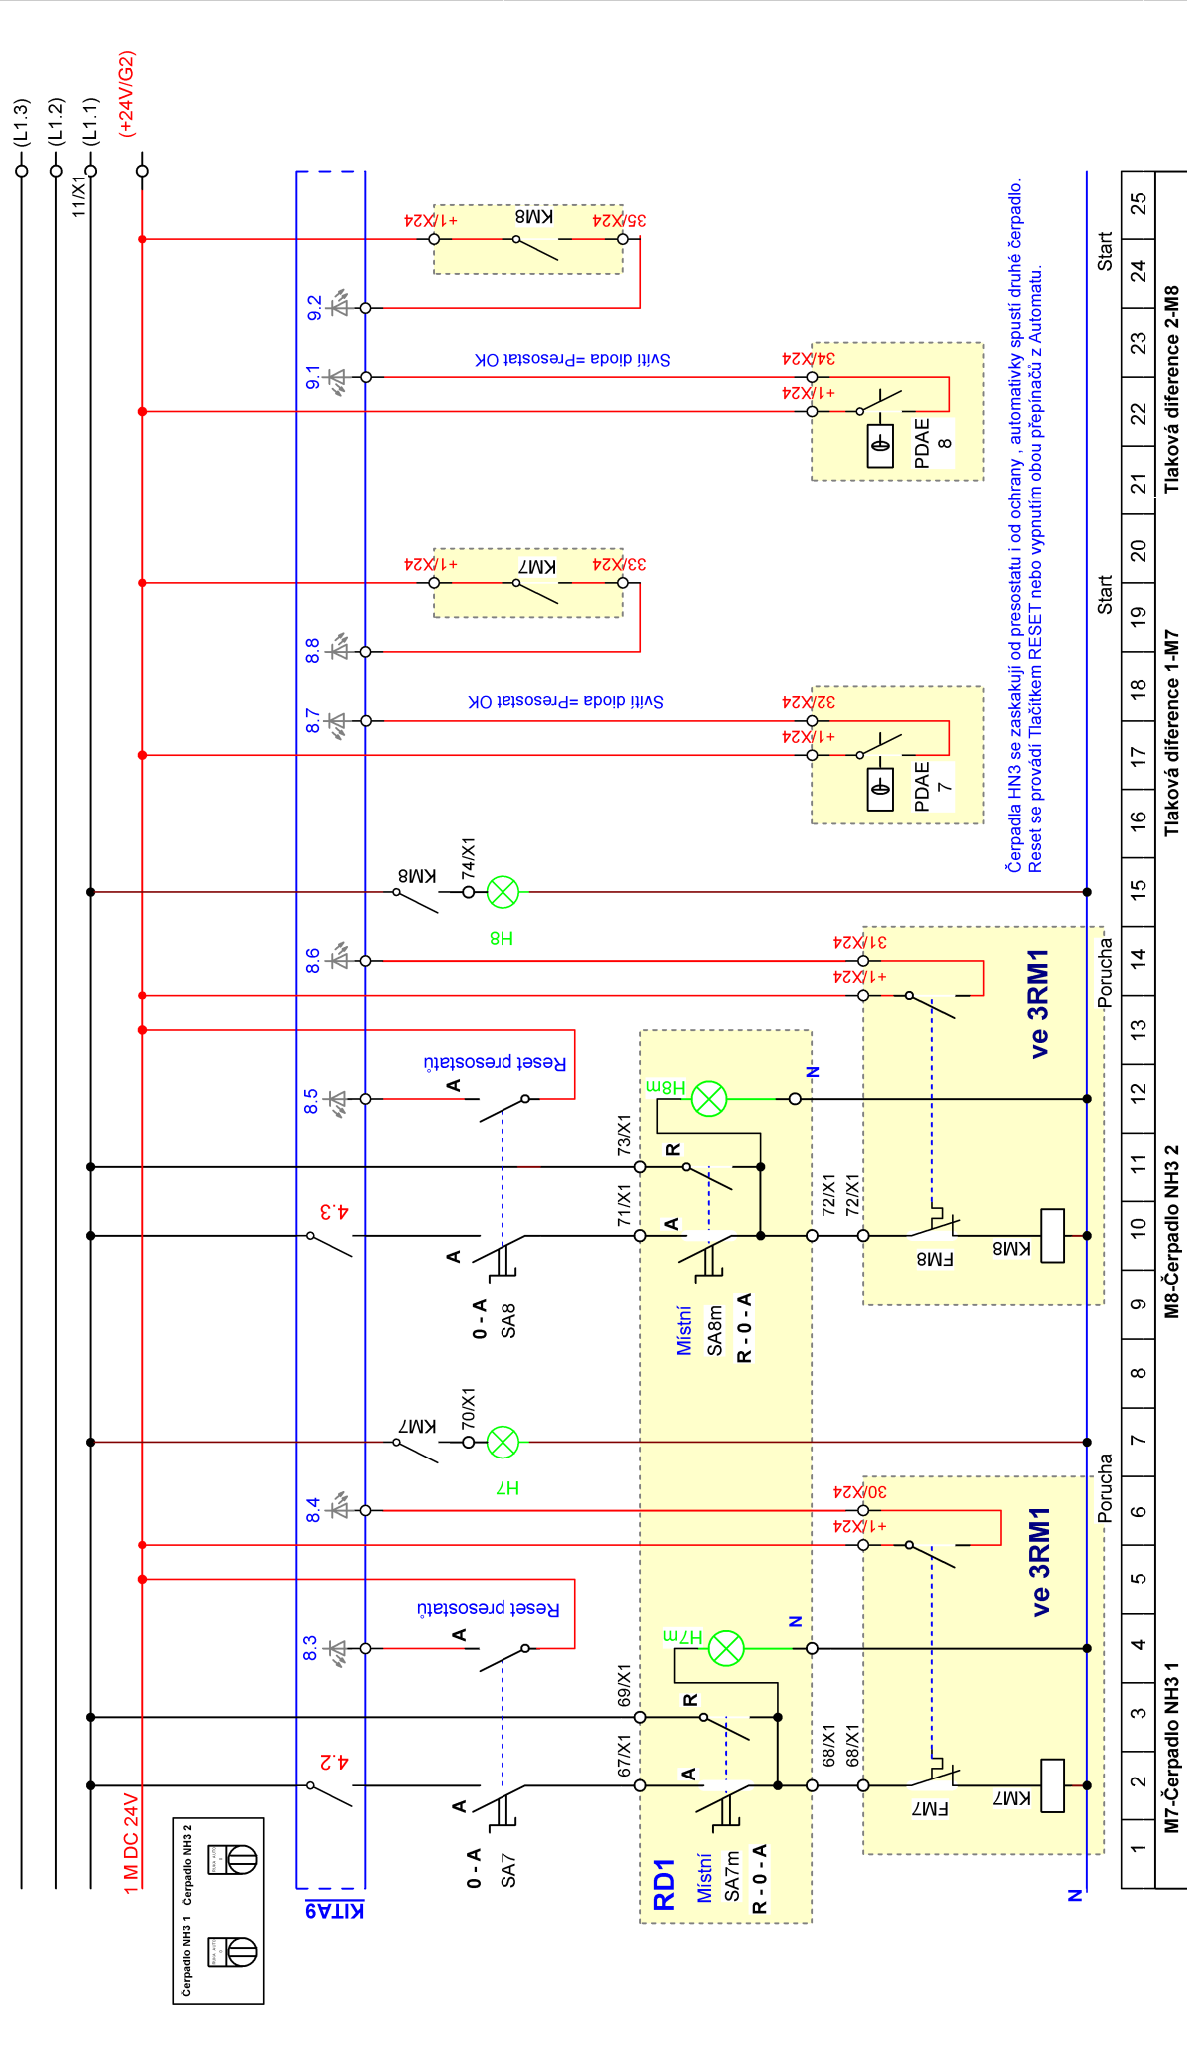 (L1.3)
(L1.2)
(L1.1)
(+24V/G2)
11/X1
1 M DC 24V
Čerpadlo NH3 1 Čerpadlo NH3 2
KITA9
4.2
8.3
8.4
4.3
8.5
8.6
8.7
8.8
9.1
9.2
A
A
0 - A
SA7
Reset presostatů
KM7
70/X1
H7
A
A
0 - A
SA8
Reset presostatů
KM8
74/X1
H8
RD1
67/X1
69/X1
A
R
Místní
SA7m
R - 0 - A
H7m
N
68/X1
68/X1
71/X1
73/X1
A
R
Místní
SA8m
R - 0 - A
H8m
N
72/X1
72/X1
FM7
KM7
+1/X24
30/X24
ve 3RM1
Porucha
FM8
KM8
+1/X24
31/X24
ve 3RM1
Porucha
Svítí dioda =Presostat OK
+1/X24
32/X24
PDAE
7
+1/X24
KM7
33/X24
Start
Svítí dioda =Presostat OK
+1/X24
34/X24
PDAE
8
+1/X24
KM8
35/X24
Start
Čerpadla HN3 se zaskakují od presostatu i od ochrany , automativky spustí druhé čerpadlo.
Reset se provádí Tlačítkem RESET nebo vypnutím obou přepínačů z Automatu.
N
1 2 3 4 5 6 7 8 9 10 11 12 13 14 15 16 17 18 19 20 21 22 23 24 25
M7-Čerpadlo NH3 1
M8-Čerpadlo NH3 2
Tlaková diference 1-M7
Tlaková diference 2-M8